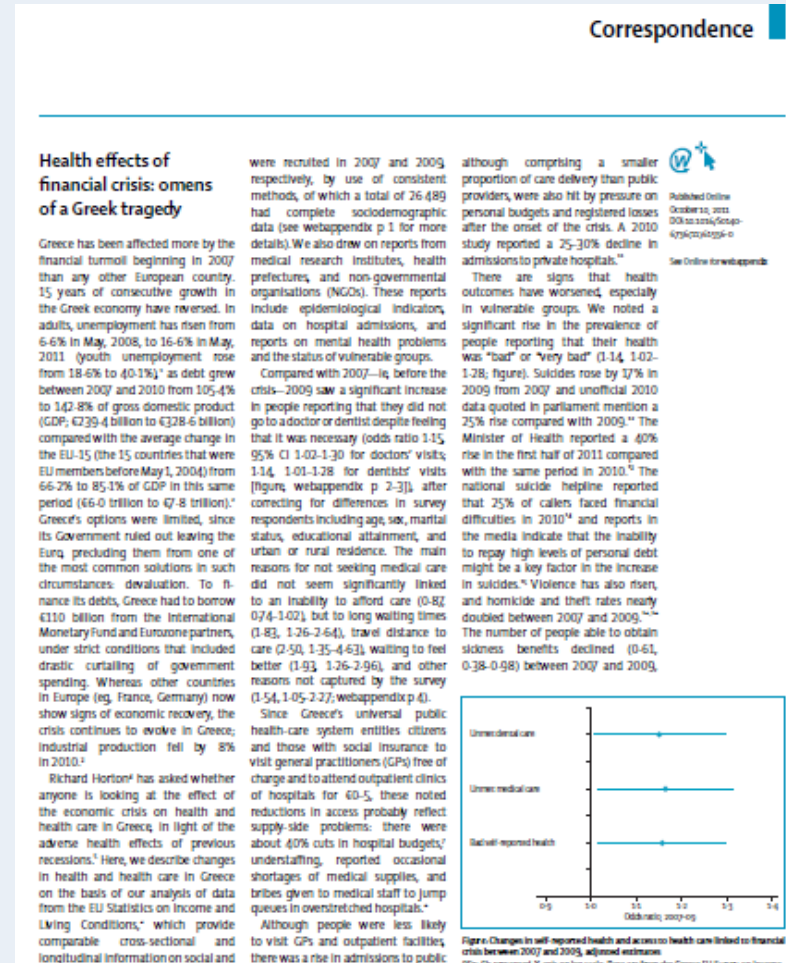 Correspondence
Health effects of
financial crisis: omens
of a Greek tragedy
Greece has been affected more by the
financial turmoil beginning in 2007
than any other European country.
15 years of consecutive growth in
the Greek economy have reversed. In
adults, unemployment has risen from
6·6% in May, 2008, to 16·6% in May,
2011 (youth unemployment rose
from 18·6% to 40·1%),¹ as debt grew
between 2007 and 2010 from 105·4%
to 142·8% of gross domestic product
(GDP; €239·4 billion to €328·6 billion)
compared with the average change in
the EU-15 (the 15 countries that were
EU members before May 1, 2004) from
66·2% to 85·1% of GDP in this same
period (€6·0 trillion to €7·8 trillion).²
Greece's options were limited, since
its Government ruled out leaving the
Euro, precluding them from one of
the most common solutions in such
circumstances: devaluation. To fi-
nance its debts, Greece had to borrow
€110 billion from the International
Monetary Fund and Eurozone partners,
under strict conditions that included
drastic curtailing of government
spending. Whereas other countries
in Europe (eg, France, Germany) now
show signs of economic recovery, the
crisis continues to evolve in Greece;
industrial production fell by 8%
in 2010.³
Richard Horton⁴ has asked whether
anyone is looking at the effect of
the economic crisis on health and
health care in Greece, in light of the
adverse health effects of previous
recessions.⁵ Here, we describe changes
in health and health care in Greece
on the basis of our analysis of data
from the EU Statistics on Income and
Living Conditions,⁶ which provide
comparable cross-sectional and
longitudinal information on social and
were recruited in 2007 and 2009,
respectively, by use of consistent
methods, of which a total of 26 489
had complete sociodemographic
data (see webappendix p 1 for more
details). We also drew on reports from
medical research institutes, health
prefectures, and non-governmental
organisations (NGOs). These reports
include epidemiological indicators,
data on hospital admissions, and
reports on mental health problems
and the status of vulnerable groups.
Compared with 2007—ie, before the
crisis—2009 saw a significant increase
in people reporting that they did not
go to a doctor or dentist despite feeling
that it was necessary (odds ratio 1·15,
95% CI 1·02–1·30 for doctors' visits;
1·14, 1·01–1·28 for dentists' visits
[figure, webappendix p 2–3]), after
correcting for differences in survey
respondents including age, sex, marital
status, educational attainment, and
urban or rural residence. The main
reasons for not seeking medical care
did not seem significantly linked
to an inability to afford care (0·87,
0·74–1·02), but to long waiting times
(1·83, 1·26–2·64), travel distance to
care (2·50, 1·35–4·63), waiting to feel
better (1·93, 1·26–2·96), and other
reasons not captured by the survey
(1·54, 1·05–2·27; webappendix p 4).
Since Greece's universal public
health-care system entitles citizens
and those with social insurance to
visit general practitioners (GPs) free of
charge and to attend outpatient clinics
of hospitals for €0–5, these noted
reductions in access probably reflect
supply-side problems: there were
about 40% cuts in hospital budgets,⁷
understaffing, reported occasional
shortages of medical supplies, and
bribes given to medical staff to jump
queues in overstretched hospitals.⁸
Although people were less likely
to visit GPs and outpatient facilities,
there was a rise in admissions to public
although comprising a smaller
proportion of care delivery than public
providers, were also hit by pressure on
personal budgets and registered losses
after the onset of the crisis. A 2010
study reported a 25–30% decline in
admissions to private hospitals.
There are signs that health
outcomes have worsened, especially
in vulnerable groups. We noted a
significant rise in the prevalence of
people reporting that their health
was "bad" or "very bad" (1·14, 1·02–
1·28; figure). Suicides rose by 17% in
2009 from 2007 and unofficial 2010
data quoted in parliament mention a
25% rise compared with 2009. The
Minister of Health reported a 40%
rise in the first half of 2011 compared
with the same period in 2010. The
national suicide helpline reported
that 25% of callers faced financial
difficulties in 2010 and reports in
the media indicate that the inability
to repay high levels of personal debt
might be a key factor in the increase
in suicides. Violence has also risen,
and homicide and theft rates nearly
doubled between 2007 and 2009.
The number of people able to obtain
sickness benefits declined (0·61,
0·38–0·98) between 2007 and 2009,
Published Online
October 10, 2011
DOI:10.1016/S0140-
6736(11)61556-0
See Online for webappendix
Unmet dental care
Unmet medical care
Bad self-reported health
0·9 1·0 1·1 1·2 1·3 1·4
Odds ratio, 2007–09
Figure: Changes in self-reported health and access to health care linked to financial
crisis between 2007 and 2009, adjusted estimates